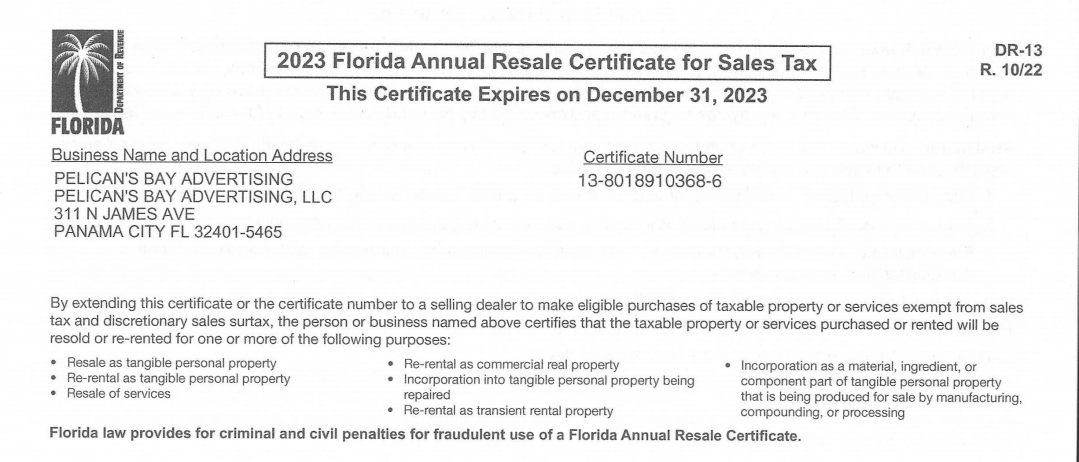 DEPARTMENT OF REVENUE
FLORIDA
2023 Florida Annual Resale Certificate for Sales Tax
This Certificate Expires on December 31, 2023
DR-13
R. 10/22
Business Name and Location Address
PELICAN'S BAY ADVERTISING
PELICAN'S BAY ADVERTISING, LLC
311 N JAMES AVE
PANAMA CITY FL 32401-5465
Certificate Number
13-8018910368-6
By extending this certificate or the certificate number to a selling dealer to make eligible purchases of taxable property or services exempt from sales
tax and discretionary sales surtax, the person or business named above certifies that the taxable property or services purchased or rented will be
resold or re-rented for one or more of the following purposes:
• Resale as tangible personal property
• Re-rental as tangible personal property
• Resale of services
• Re-rental as commercial real property
• Incorporation into tangible personal property being
repaired
• Re-rental as transient rental property
• Incorporation as a material, ingredient, or
component part of tangible personal property
that is being produced for sale by manufacturing,
compounding, or processing
Florida law provides for criminal and civil penalties for fraudulent use of a Florida Annual Resale Certificate.